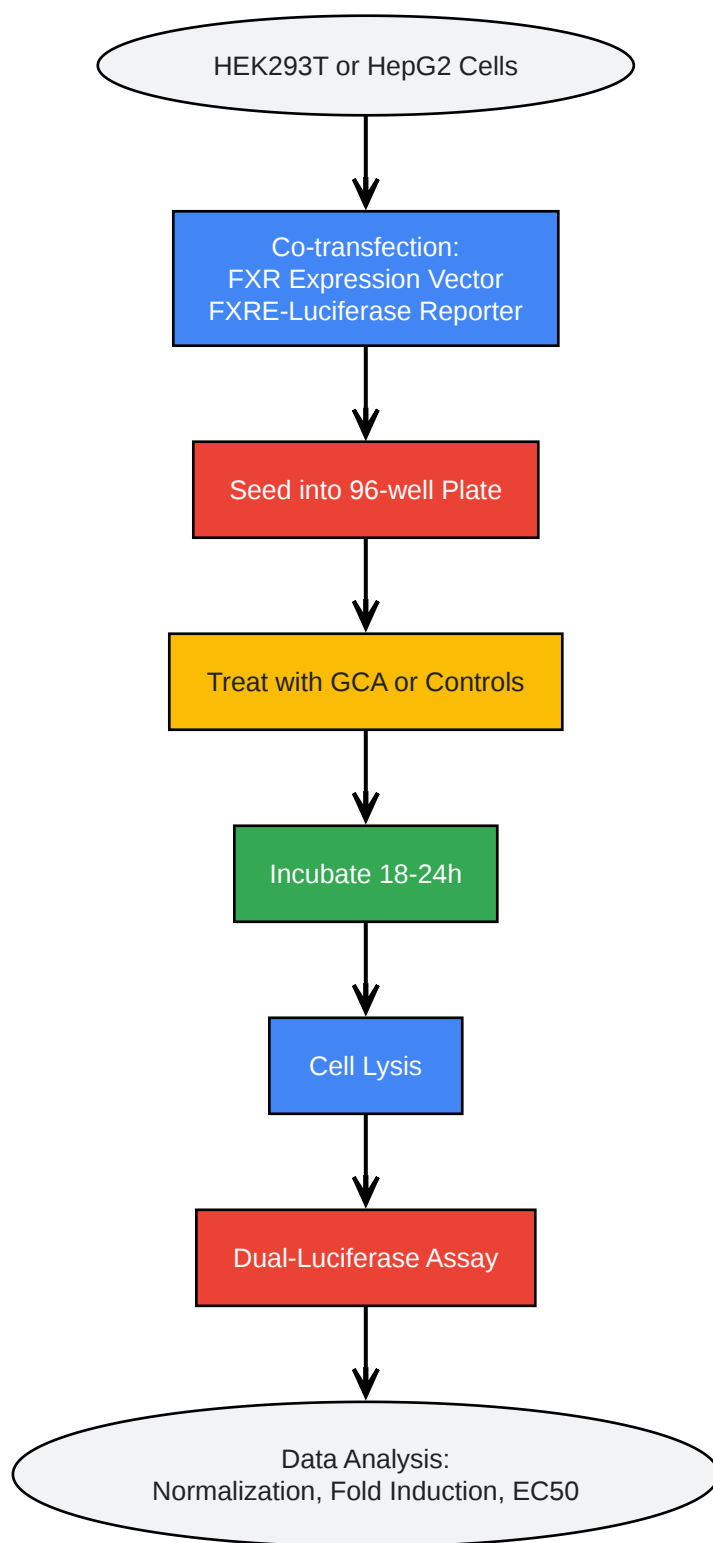 HEK293T or HepG2 Cells
Co-transfection:
FXR Expression Vector
FXRE-Luciferase Reporter
Seed into 96-well Plate
Treat with GCA or Controls
Incubate 18-24h
Cell Lysis
Dual-Luciferase Assay
Data Analysis:
Normalization, Fold Induction, EC50